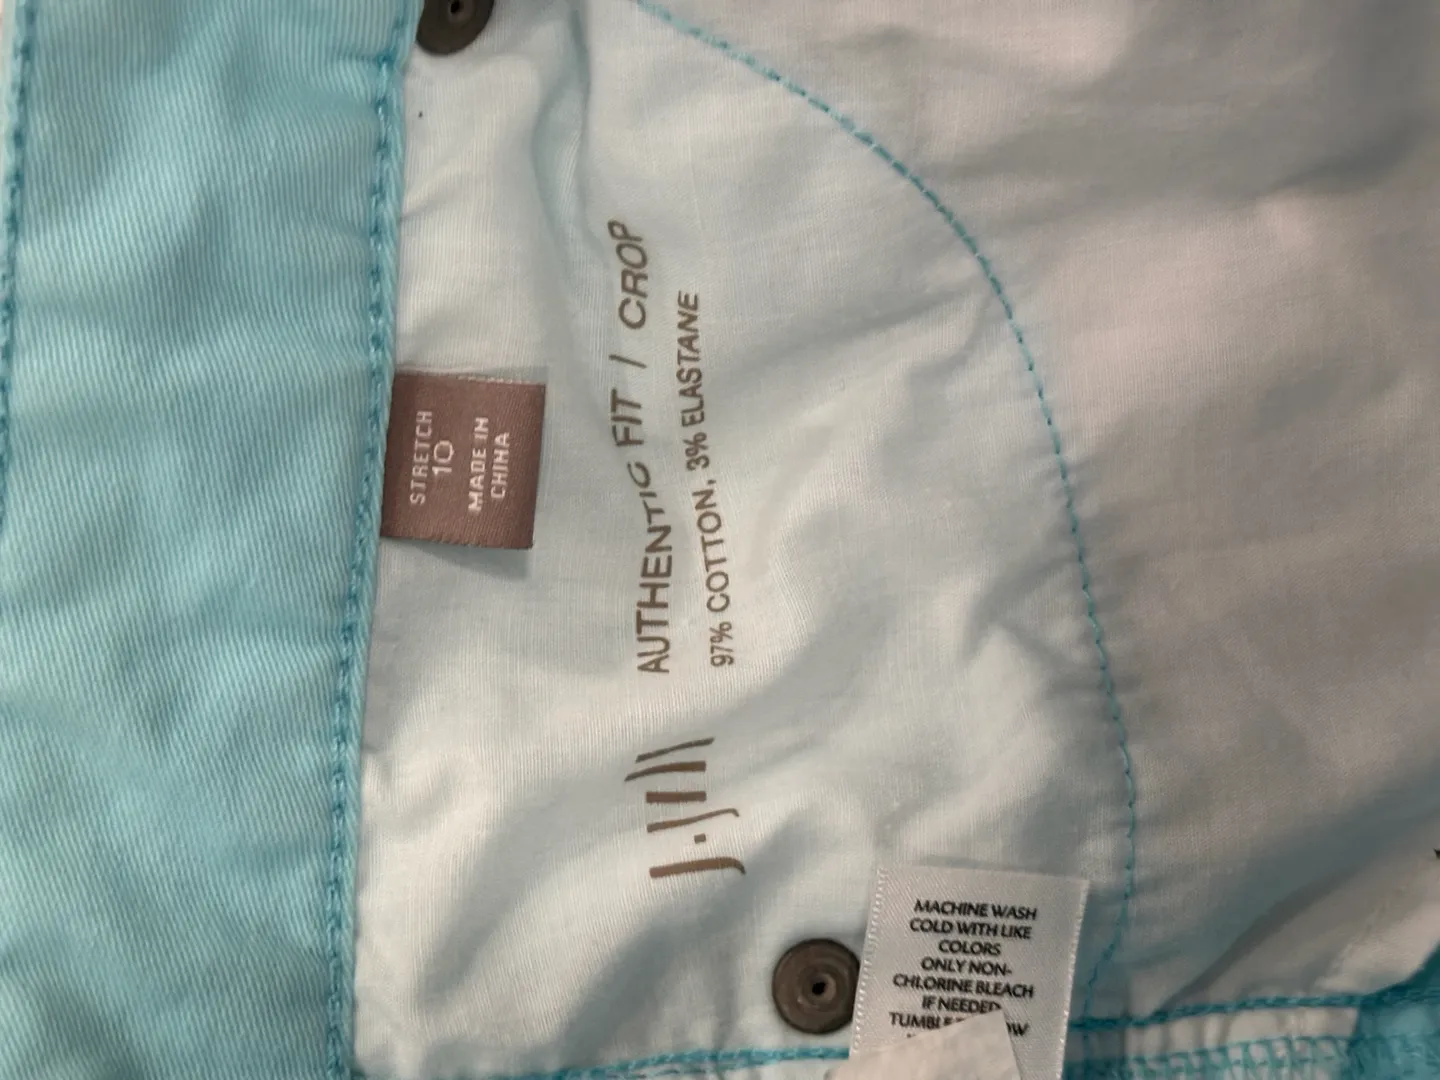 STRETCH
10
MADE IN
CHINA
AUTHENTIC FIT / CROP
97% COTTON, 3% ELASTANE
J.Jill
MACHINE WASH
COLD WITH LIKE
COLORS
ONLY NON-
CHLORINE BLEACH
IF NEEDED